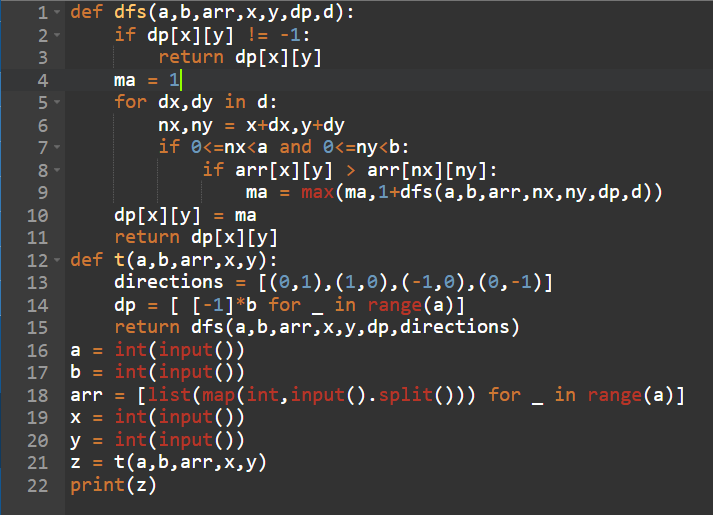 1 def dfs(a,b,arr,x,y,dp,d):
2     if dp[x][y] != -1:
3         return dp[x][y]
4     ma = 1
5     for dx,dy in d:
6         nx,ny = x+dx,y+dy
7         if 0<=nx<a and 0<=ny<b:
8             if arr[x][y] > arr[nx][ny]:
9                 ma = max(ma,1+dfs(a,b,arr,nx,ny,dp,d))
10     dp[x][y] = ma
11     return dp[x][y]
12 def t(a,b,arr,x,y):
13     directions = [(0,1),(1,0),(-1,0),(0,-1)]
14     dp = [ [-1]*b for _ in range(a)]
15     return dfs(a,b,arr,x,y,dp,directions)
16 a = int(input())
17 b = int(input())
18 arr = [list(map(int,input().split())) for _ in range(a)]
19 x = int(input())
20 y = int(input())
21 z = t(a,b,arr,x,y)
22 print(z)